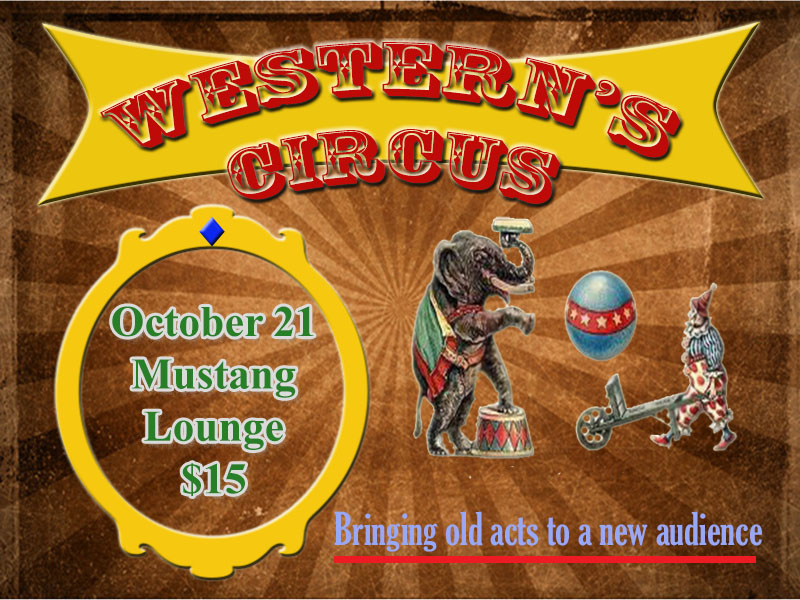 WESTERN'S
CIRCUS
October 21
Mustang
Lounge
$15
Bringing old acts to a new audience